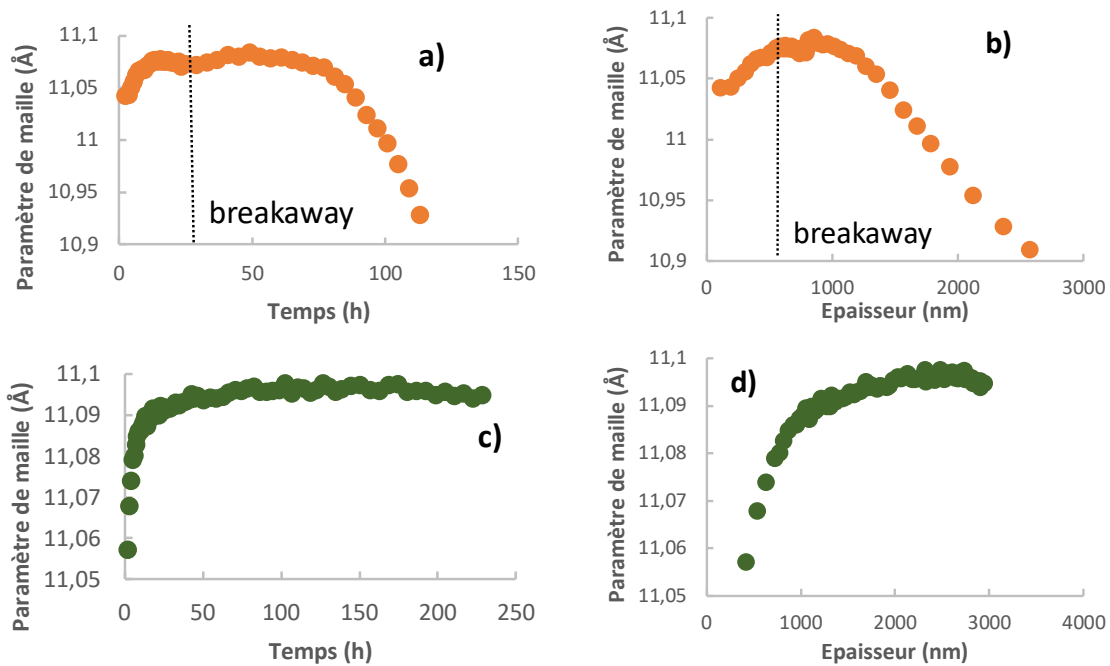 Paramètre de maille (Å)
11,1
11,05
11
10,95
10,9
a)
breakaway
0
50
100
150
Temps (h)
Paramètre de maille (Å)
11,1
11,05
11
10,95
10,9
b)
breakaway
0
1000
2000
3000
Epaisseur (nm)
Paramètre de maille (Å)
11,1
11,09
11,08
11,07
11,06
11,05
c)
0
50
100
150
200
250
Temps (h)
Paramètre de maille (Å)
11,1
11,09
11,08
11,07
11,06
11,05
d)
0
1000
2000
3000
4000
Epaisseur (nm)